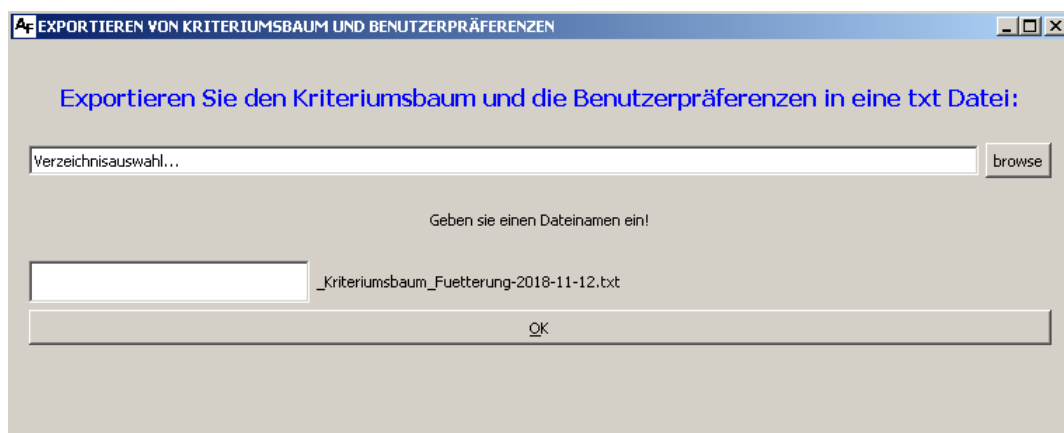 AF EXPORTIEREN VON KRITERIUMSBAUM UND BENUTZERPRÄFERENZEN
Exportieren Sie den Kriteriumsbaum und die Benutzerpräferenzen in eine txt Datei:
Verzeichnisauswahl... browse
Geben sie einen Dateinamen ein!
_Kriteriumsbaum_Fuetterung-2018-11-12.txt
OK